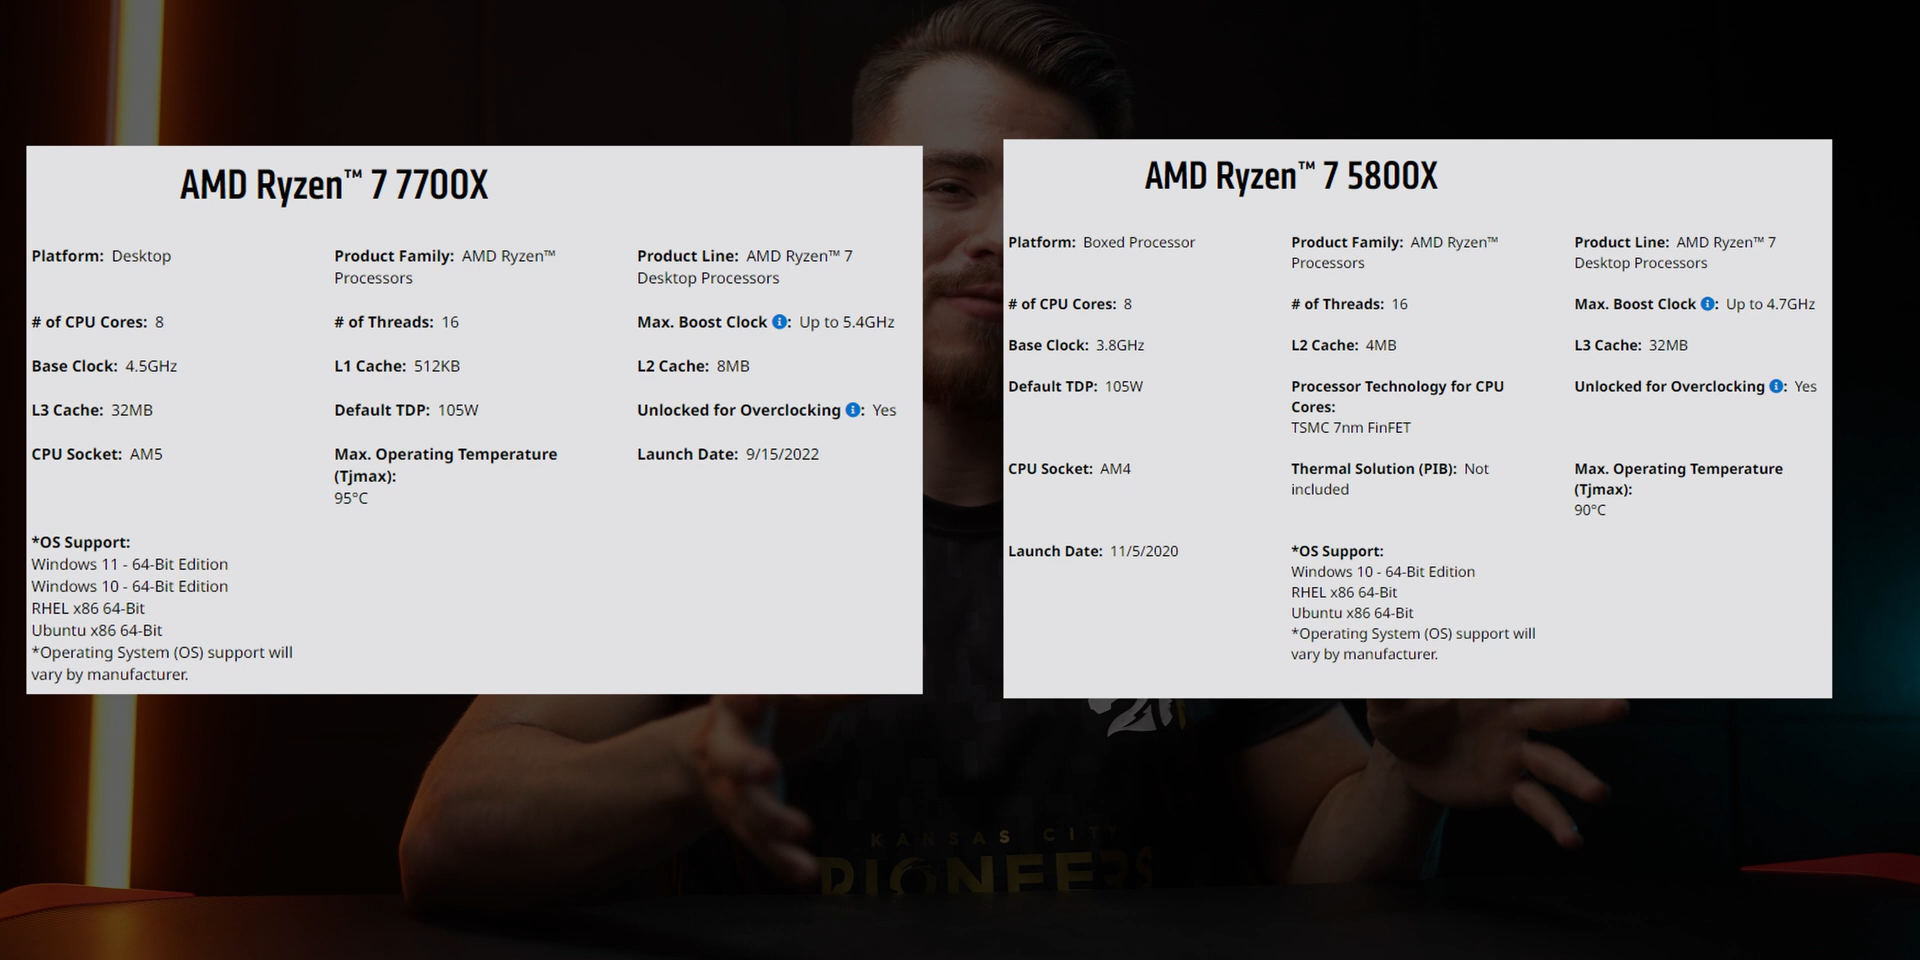 AMD Ryzen™ 7 7700X
Platform: Desktop
Product Family: AMD Ryzen™
Processors
Product Line: AMD Ryzen™ 7
Desktop Processors
# of CPU Cores: 8
# of Threads: 16
Max. Boost Clock : Up to 5.4GHz
Base Clock: 4.5GHz
L1 Cache: 512KB
L2 Cache: 8MB
L3 Cache: 32MB
Default TDP: 105W
Unlocked for Overclocking : Yes
CPU Socket: AM5
Max. Operating Temperature
(Tjmax):
95°C
Launch Date: 9/15/2022
*OS Support:
Windows 11 - 64-Bit Edition
Windows 10 - 64-Bit Edition
RHEL x86 64-Bit
Ubuntu x86 64-Bit
*Operating System (OS) support will
vary by manufacturer.
AMD Ryzen™ 7 5800X
Platform: Boxed Processor
Product Family: AMD Ryzen™
Processors
Product Line: AMD Ryzen™ 7
Desktop Processors
# of CPU Cores: 8
# of Threads: 16
Max. Boost Clock : Up to 4.7GHz
Base Clock: 3.8GHz
L2 Cache: 4MB
L3 Cache: 32MB
Default TDP: 105W
Processor Technology for CPU
Cores:
TSMC 7nm FinFET
Unlocked for Overclocking : Yes
CPU Socket: AM4
Thermal Solution (PIB): Not
included
Max. Operating Temperature
(Tjmax):
90°C
Launch Date: 11/5/2020
*OS Support:
Windows 10 - 64-Bit Edition
RHEL x86 64-Bit
Ubuntu x86 64-Bit
*Operating System (OS) support will
vary by manufacturer.
KANSAS CITY
PIONEERS